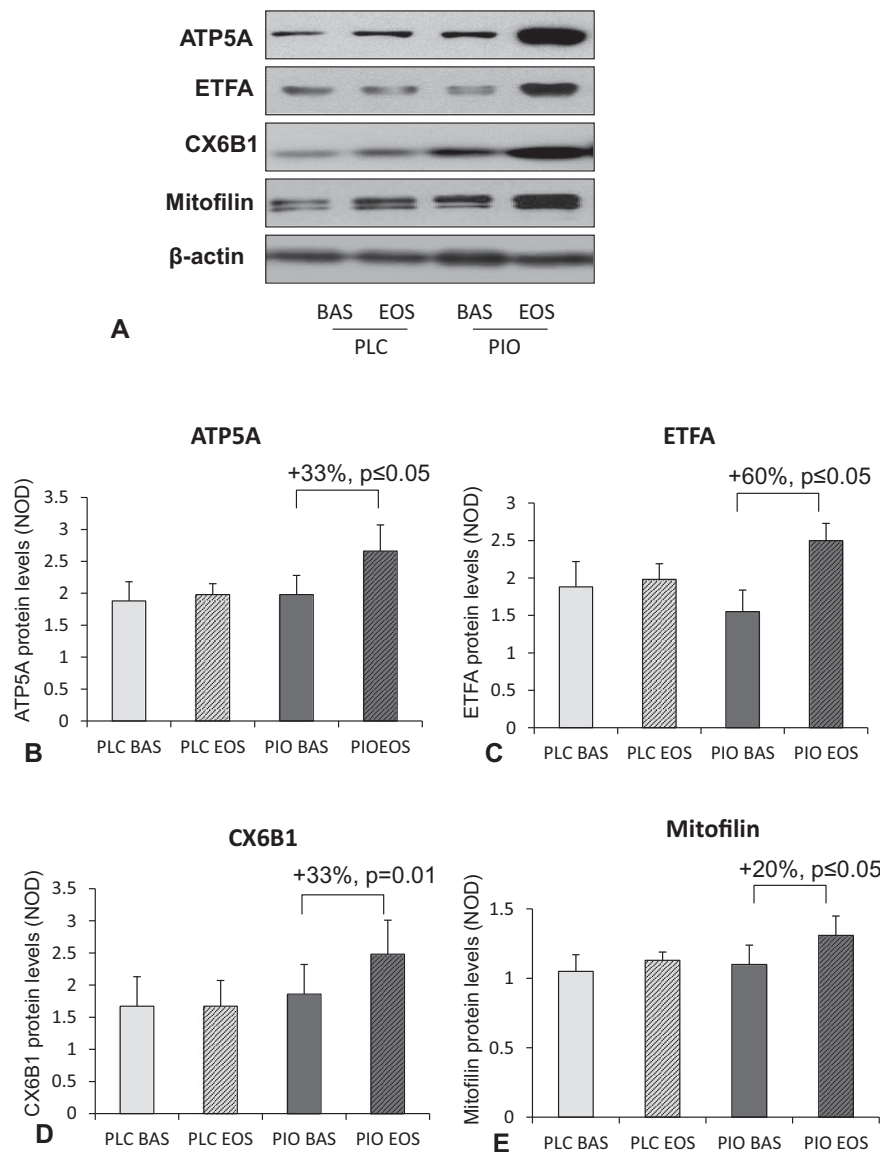 ATP5A
ETFA
CX6B1
Mitofilin
β-actin
BAS EOS BAS EOS
PLC PIO
A
ATP5A
+33%, p≤0.05
ATP5A protein levels (NOD)
3.5
3
2.5
2
1.5
1
0.5
0
PLC BAS PLC EOS PIO BAS PIOEOS
B
ETFA
+60%, p≤0.05
ETFA protein levels (NOD)
3
2.5
2
1.5
1
0.5
0
PLC BAS PLC EOS PIO BAS PIO EOS
C
CX6B1
+33%, p=0.01
CX6B1 protein levels (NOD)
3.5
3
2.5
2
1.5
1
0.5
0
PLC BAS PLC EOS PIO BAS PIO EOS
D
Mitofilin
+20%, p≤0.05
Mitofilin protein levels (NOD)
1.5
1
0.5
0
PLC BAS PLC EOS PIO BAS PIO EOS
E